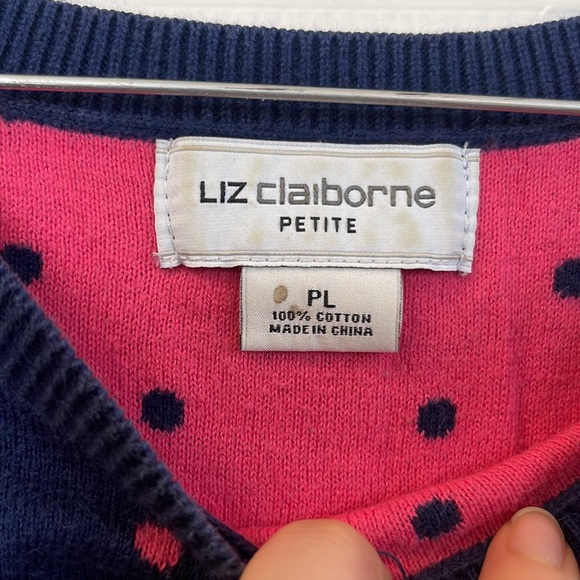 LIZ claiborne
PETITE
PL
100% COTTON
MADE IN CHINA